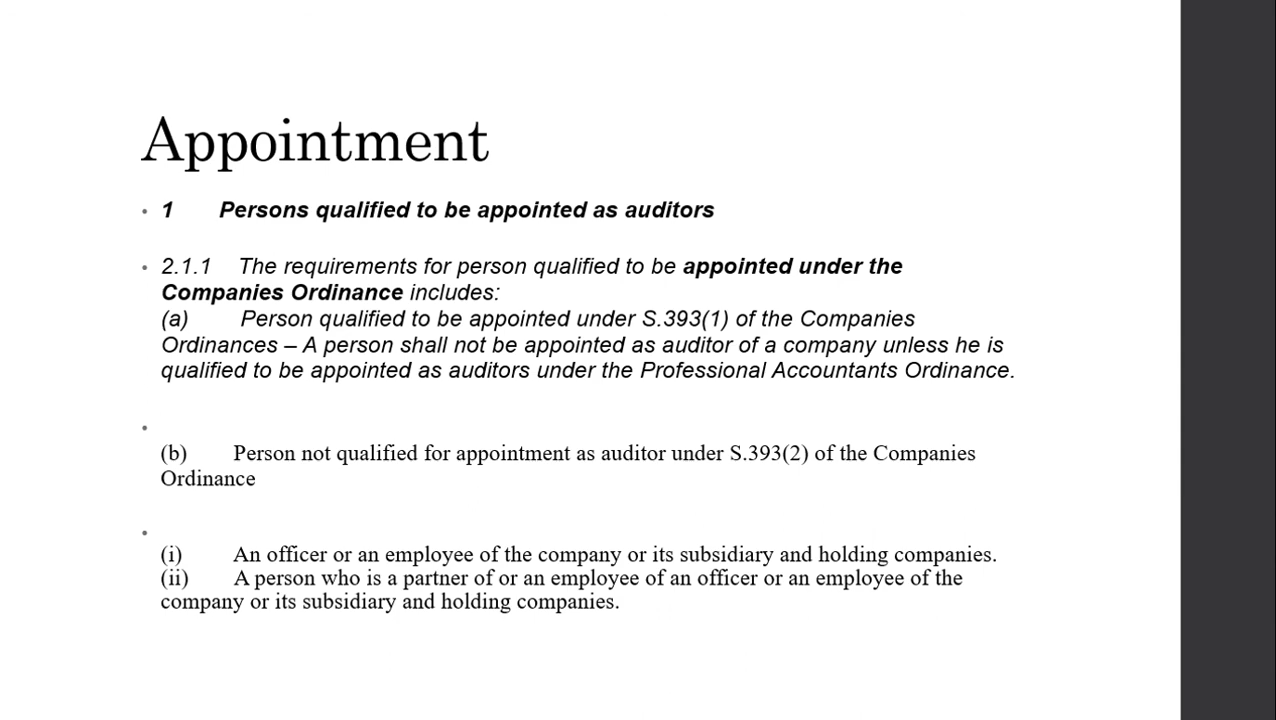 Appointment
• 1 Persons qualified to be appointed as auditors
• 2.1.1 The requirements for person qualified to be appointed under the
Companies Ordinance includes:
(a) Person qualified to be appointed under S.393(1) of the Companies
Ordinances – A person shall not be appointed as auditor of a company unless he is
qualified to be appointed as auditors under the Professional Accountants Ordinance.
•
(b) Person not qualified for appointment as auditor under S.393(2) of the Companies
Ordinance
•
(i) An officer or an employee of the company or its subsidiary and holding companies.
(ii) A person who is a partner of or an employee of an officer or an employee of the
company or its subsidiary and holding companies.